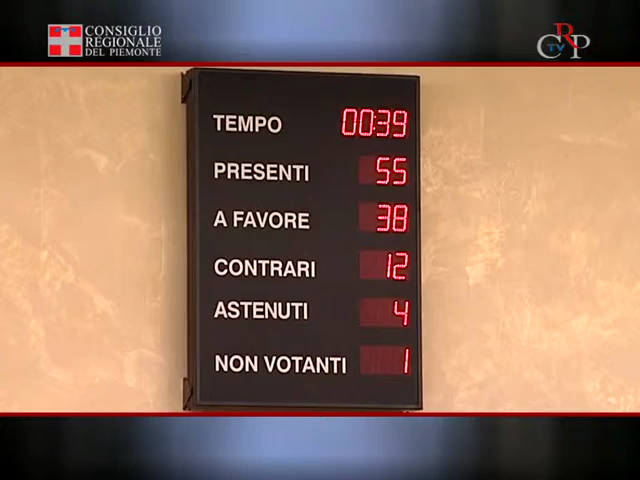 CONSIGLIO
REGIONALE
DEL PIEMONTE
CRP
TV
TEMPO 00:39
PRESENTI 55
A FAVORE 38
CONTRARI 12
ASTENUTI 4
NON VOTANTI 1